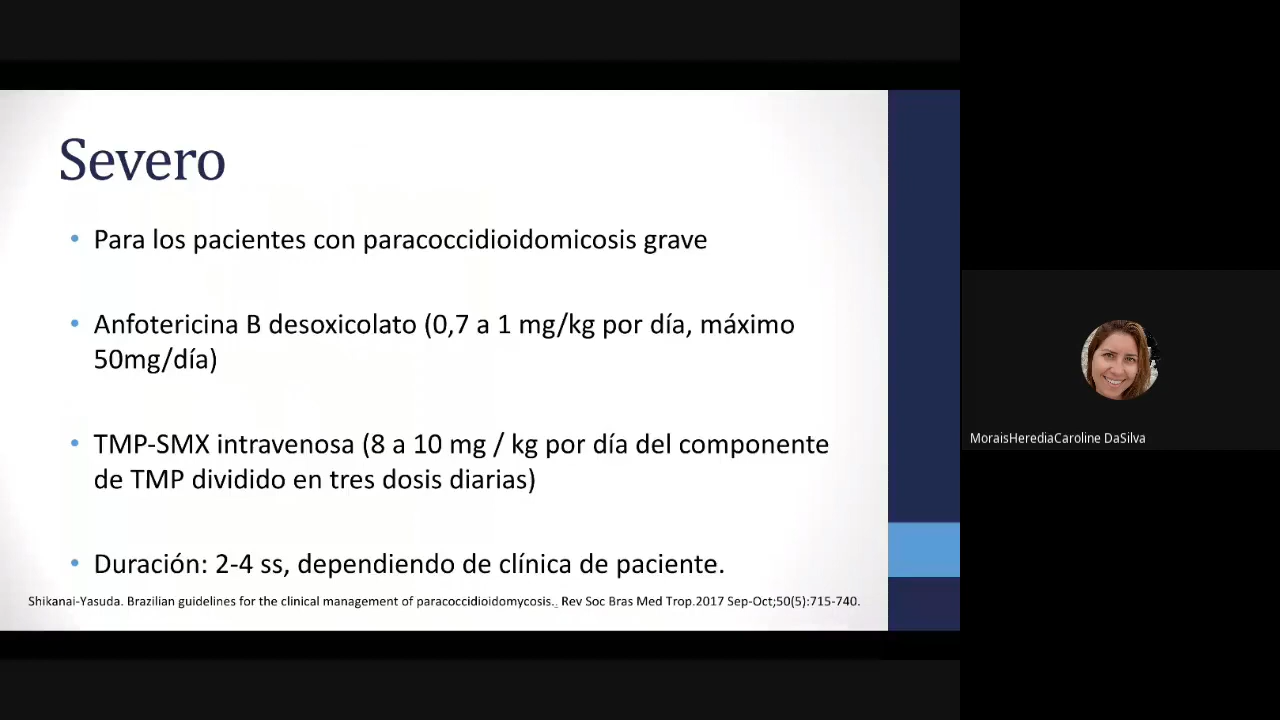 Severo
• Para los pacientes con paracoccidioidomicosis grave
• Anfotericina B desoxicolato (0,7 a 1 mg/kg por día, máximo
50mg/día)
• TMP-SMX intravenosa (8 a 10 mg / kg por día del componente
de TMP dividido en tres dosis diarias)
• Duración: 2-4 ss, dependiendo de clínica de paciente.
Shikanai-Yasuda. Brazilian guidelines for the clinical management of paracoccidioidomycosis.. Rev Soc Bras Med Trop.2017 Sep-Oct;50(5):715-740.
MoraisHerediaCaroline DaSilva